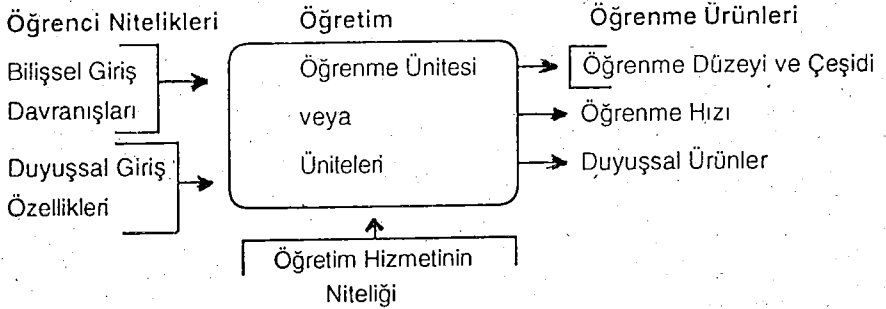 Öğrenci Nitelikleri
Öğretim
Öğrenme Ürünleri
Bilişsel Giriş
Davranışları
Duyuşsal Giriş
Özellikleri
Öğrenme Ünitesi
veya
Üniteleri
Öğrenme Düzeyi ve Çeşidi
Öğrenme Hızı
Duyuşsal Ürünler
Öğretim Hizmetinin
Niteliği